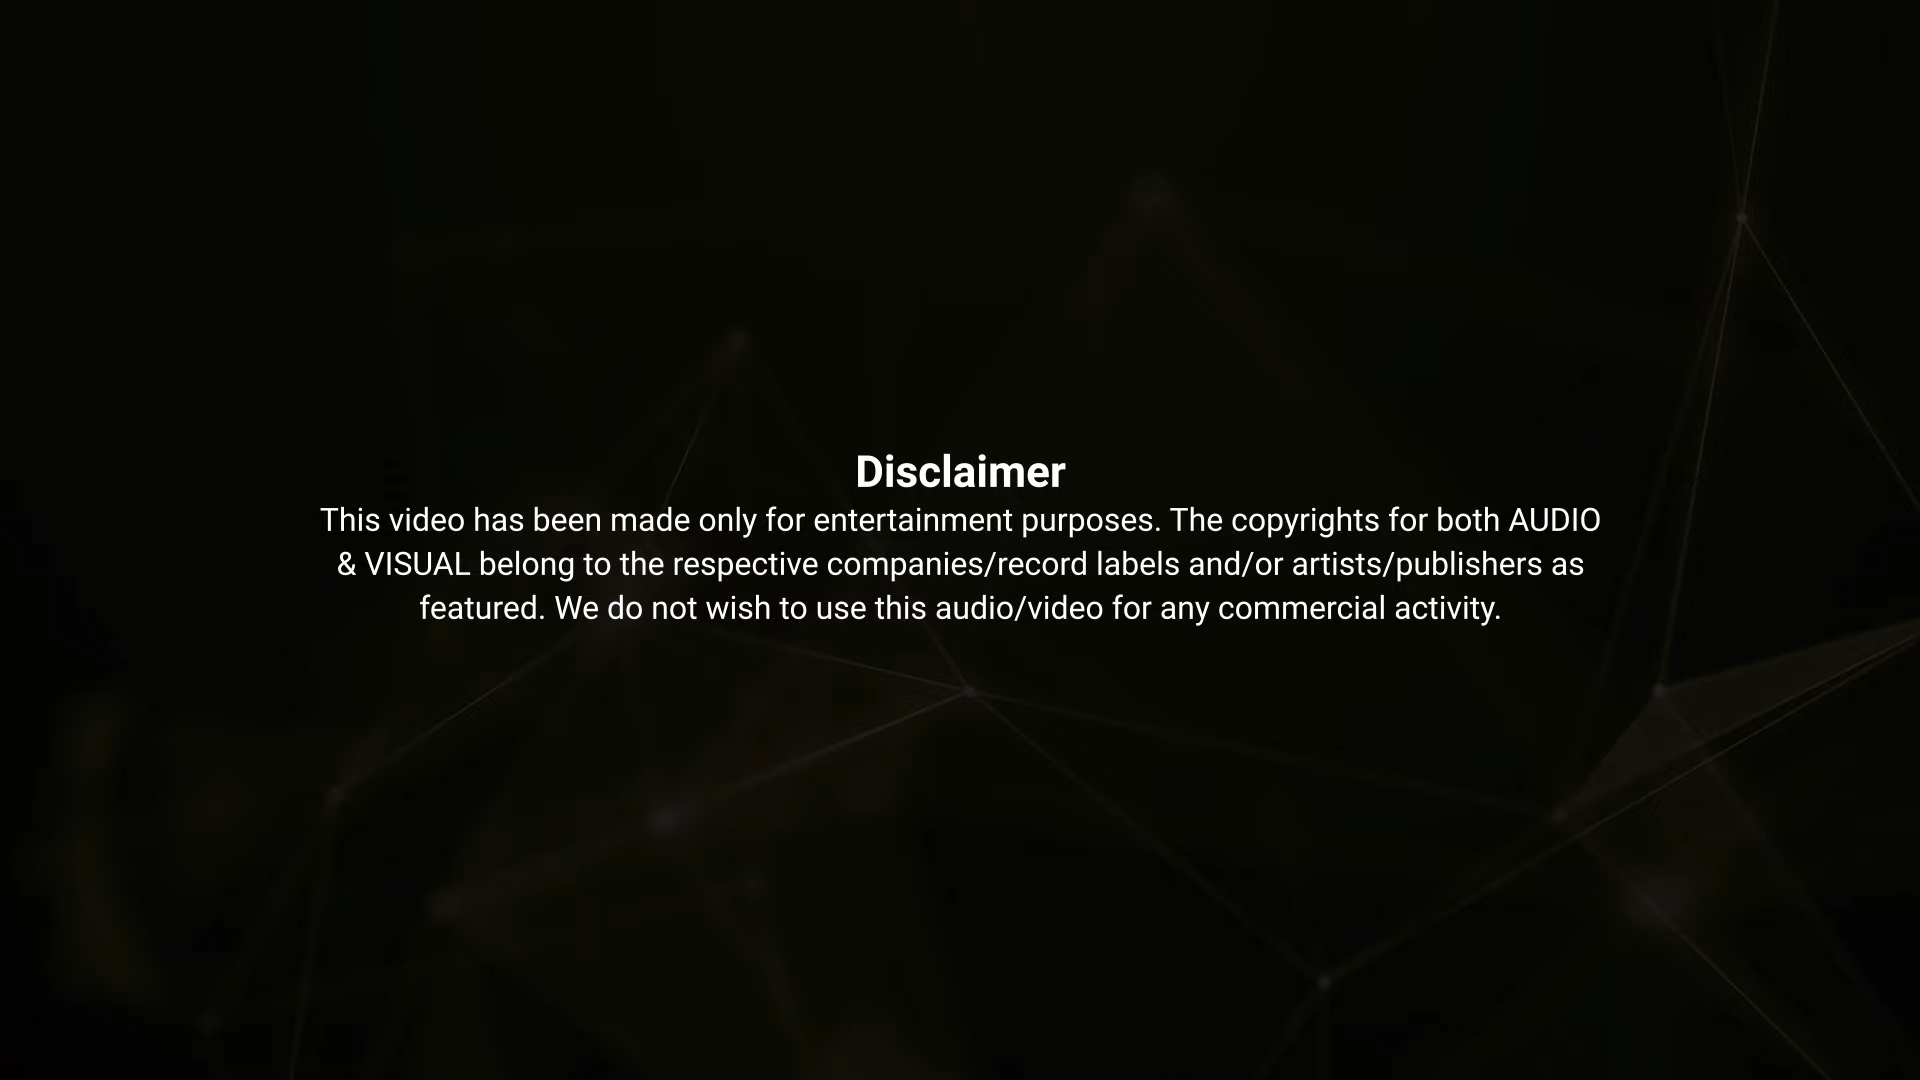 Disclaimer
This video has been made only for entertainment purposes. The copyrights for both AUDIO
& VISUAL belong to the respective companies/record labels and/or artists/publishers as
featured. We do not wish to use this audio/video for any commercial activity.